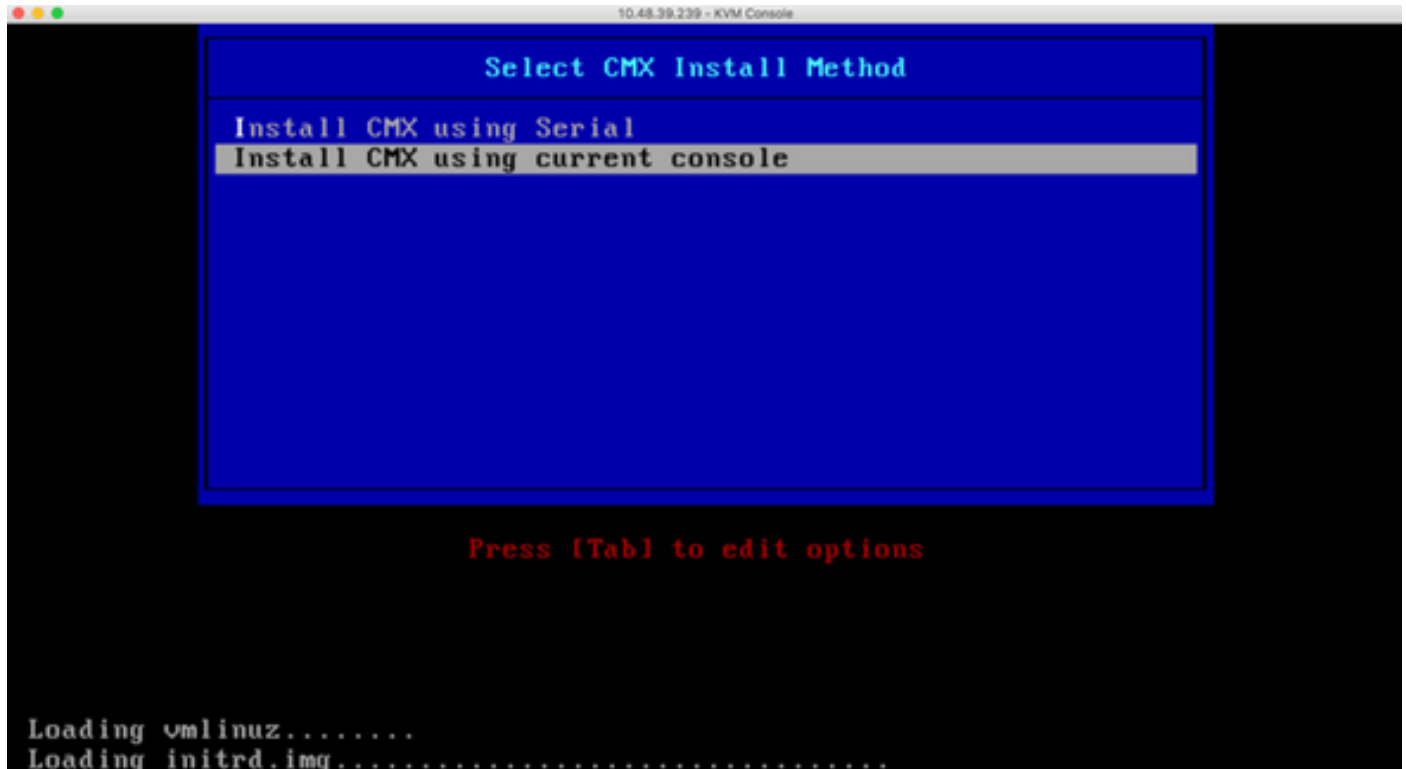 10.48.39.239 - KVM Console
Select CMX Install Method
Install CMX using Serial
Install CMX using current console
Press [Tab] to edit options
Loading vmlinuz........
Loading initrd.img.................................